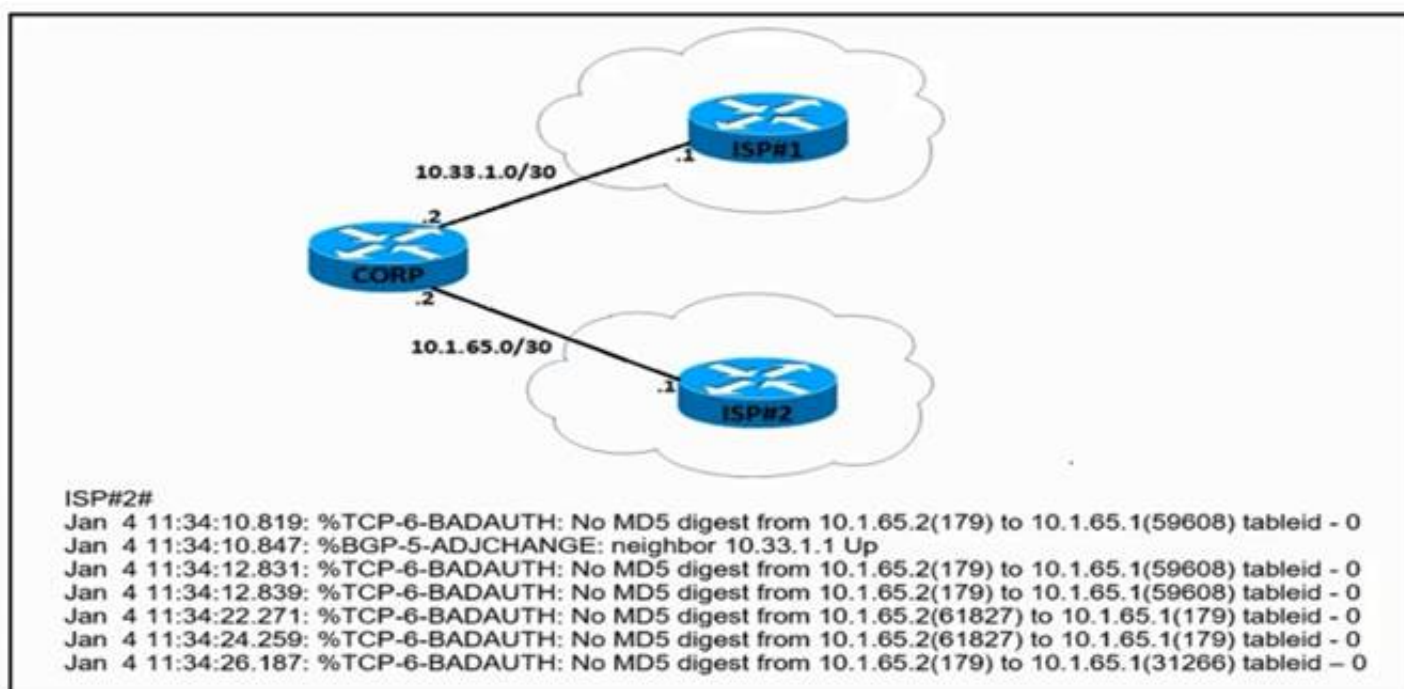 ISP#1
.1
10.33.1.0/30
.2
CORP
.2
10.1.65.0/30
.1
ISP#2
ISP#2#
Jan 4 11:34:10.819: %TCP-6-BADAUTH: No MD5 digest from 10.1.65.2(179) to 10.1.65.1(59608) tableid - 0
Jan 4 11:34:10.847: %BGP-5-ADJCHANGE: neighbor 10.33.1.1 Up
Jan 4 11:34:12.831: %TCP-6-BADAUTH: No MD5 digest from 10.1.65.2(179) to 10.1.65.1(59608) tableid - 0
Jan 4 11:34:12.839: %TCP-6-BADAUTH: No MD5 digest from 10.1.65.2(179) to 10.1.65.1(59608) tableid - 0
Jan 4 11:34:22.271: %TCP-6-BADAUTH: No MD5 digest from 10.1.65.2(61827) to 10.1.65.1(179) tableid - 0
Jan 4 11:34:24.259: %TCP-6-BADAUTH: No MD5 digest from 10.1.65.2(61827) to 10.1.65.1(179) tableid - 0
Jan 4 11:34:26.187: %TCP-6-BADAUTH: No MD5 digest from 10.1.65.2(179) to 10.1.65.1(31266) tableid – 0